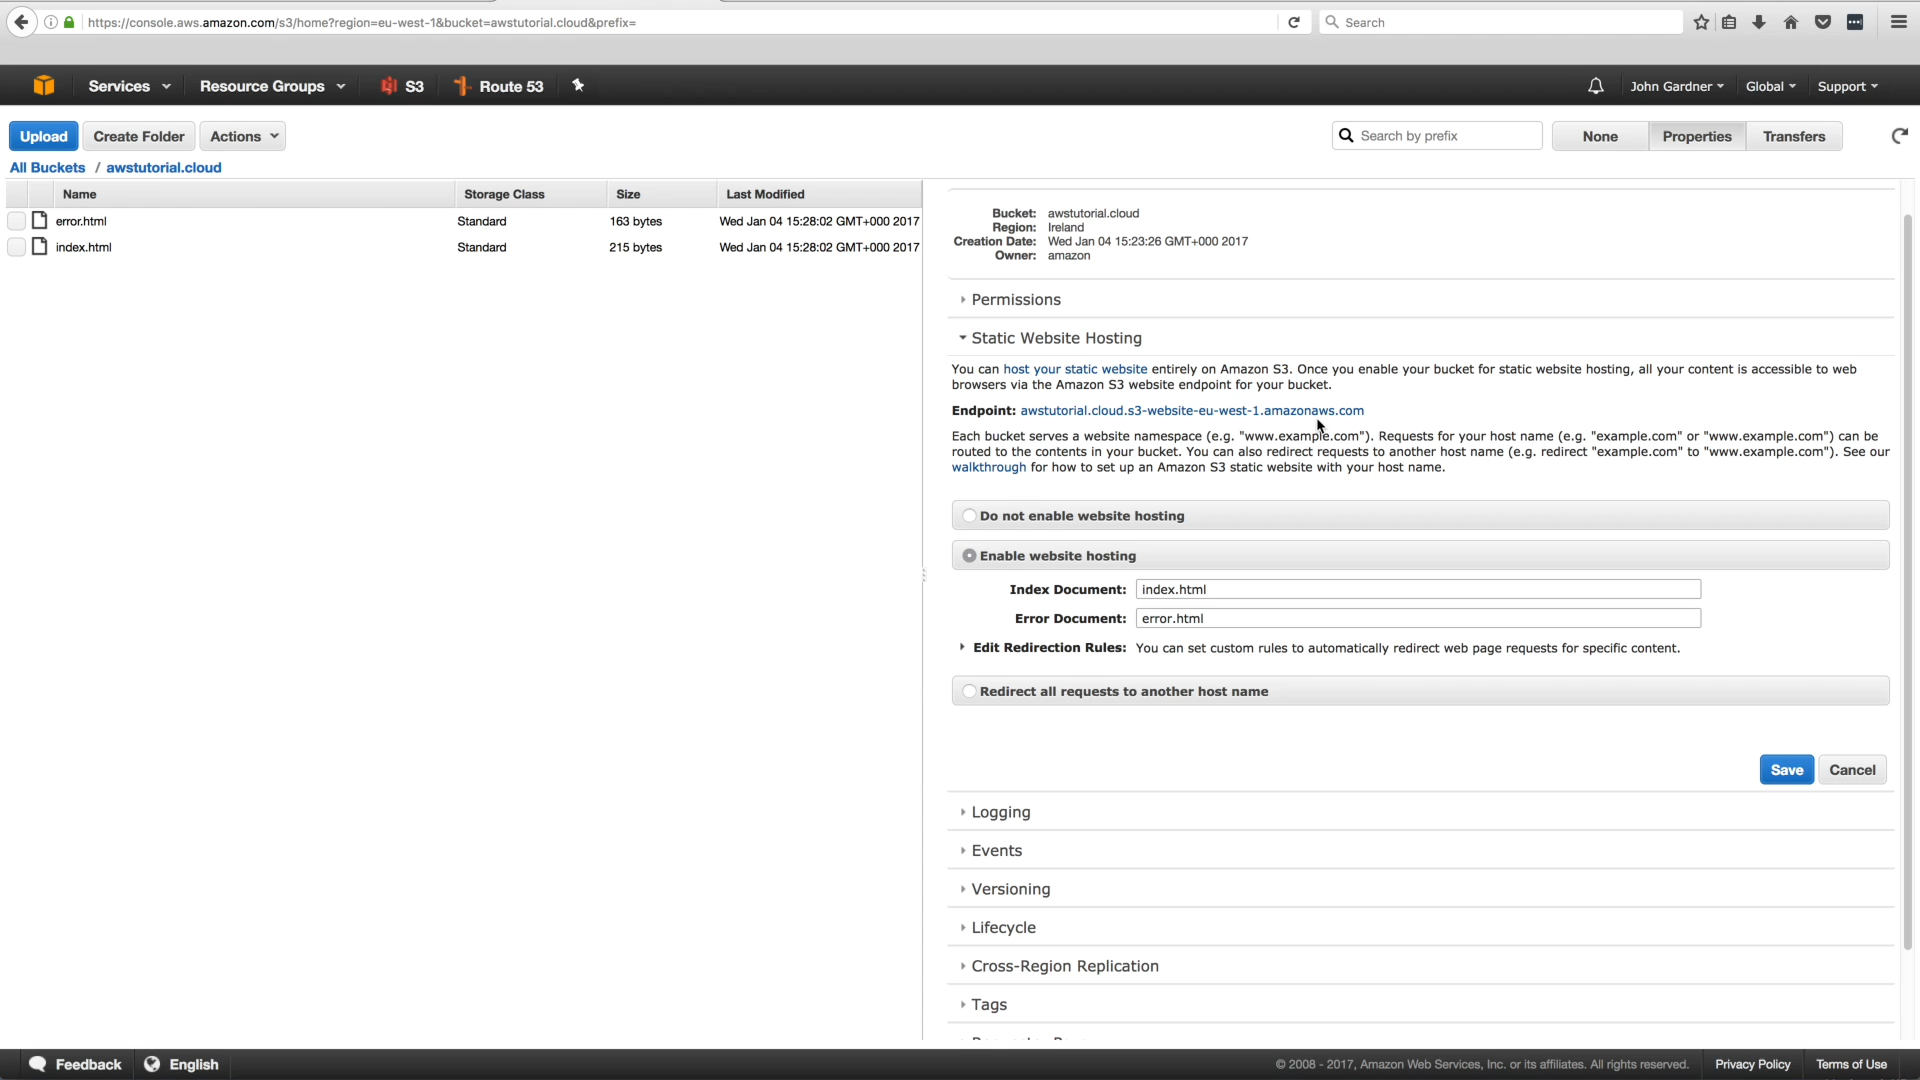 https://console.aws.amazon.com/s3/home?region=eu-west-1&bucket=awstutorial.cloud&prefix=
Search
Services
Resource Groups
S3
Route 53
John Gardner
Global
Support
Upload
Create Folder
Actions
Search by prefix
None
Properties
Transfers
All Buckets / awstutorial.cloud
Name
Storage Class
Size
Last Modified
error.html
Standard
163 bytes
Wed Jan 04 15:28:02 GMT+000 2017
index.html
Standard
215 bytes
Wed Jan 04 15:28:02 GMT+000 2017
Bucket: awstutorial.cloud
Region: Ireland
Creation Date: Wed Jan 04 15:23:26 GMT+000 2017
Owner: amazon
Permissions
Static Website Hosting
You can host your static website entirely on Amazon S3. Once you enable your bucket for static website hosting, all your content is accessible to web
browsers via the Amazon S3 website endpoint for your bucket.
Endpoint: awstutorial.cloud.s3-website-eu-west-1.amazonaws.com
Each bucket serves a website namespace (e.g. "www.example.com"). Requests for your host name (e.g. "example.com" or "www.example.com") can be
routed to the contents in your bucket. You can also redirect requests to another host name (e.g. redirect "example.com" to "www.example.com"). See our
walkthrough for how to set up an Amazon S3 static website with your host name.
Do not enable website hosting
Enable website hosting
Index Document: index.html
Error Document: error.html
Edit Redirection Rules: You can set custom rules to automatically redirect web page requests for specific content.
Redirect all requests to another host name
Save
Cancel
Logging
Events
Versioning
Lifecycle
Cross-Region Replication
Tags
Feedback
English
© 2008 - 2017, Amazon Web Services, Inc. or its affiliates. All rights reserved.
Privacy Policy
Terms of Use